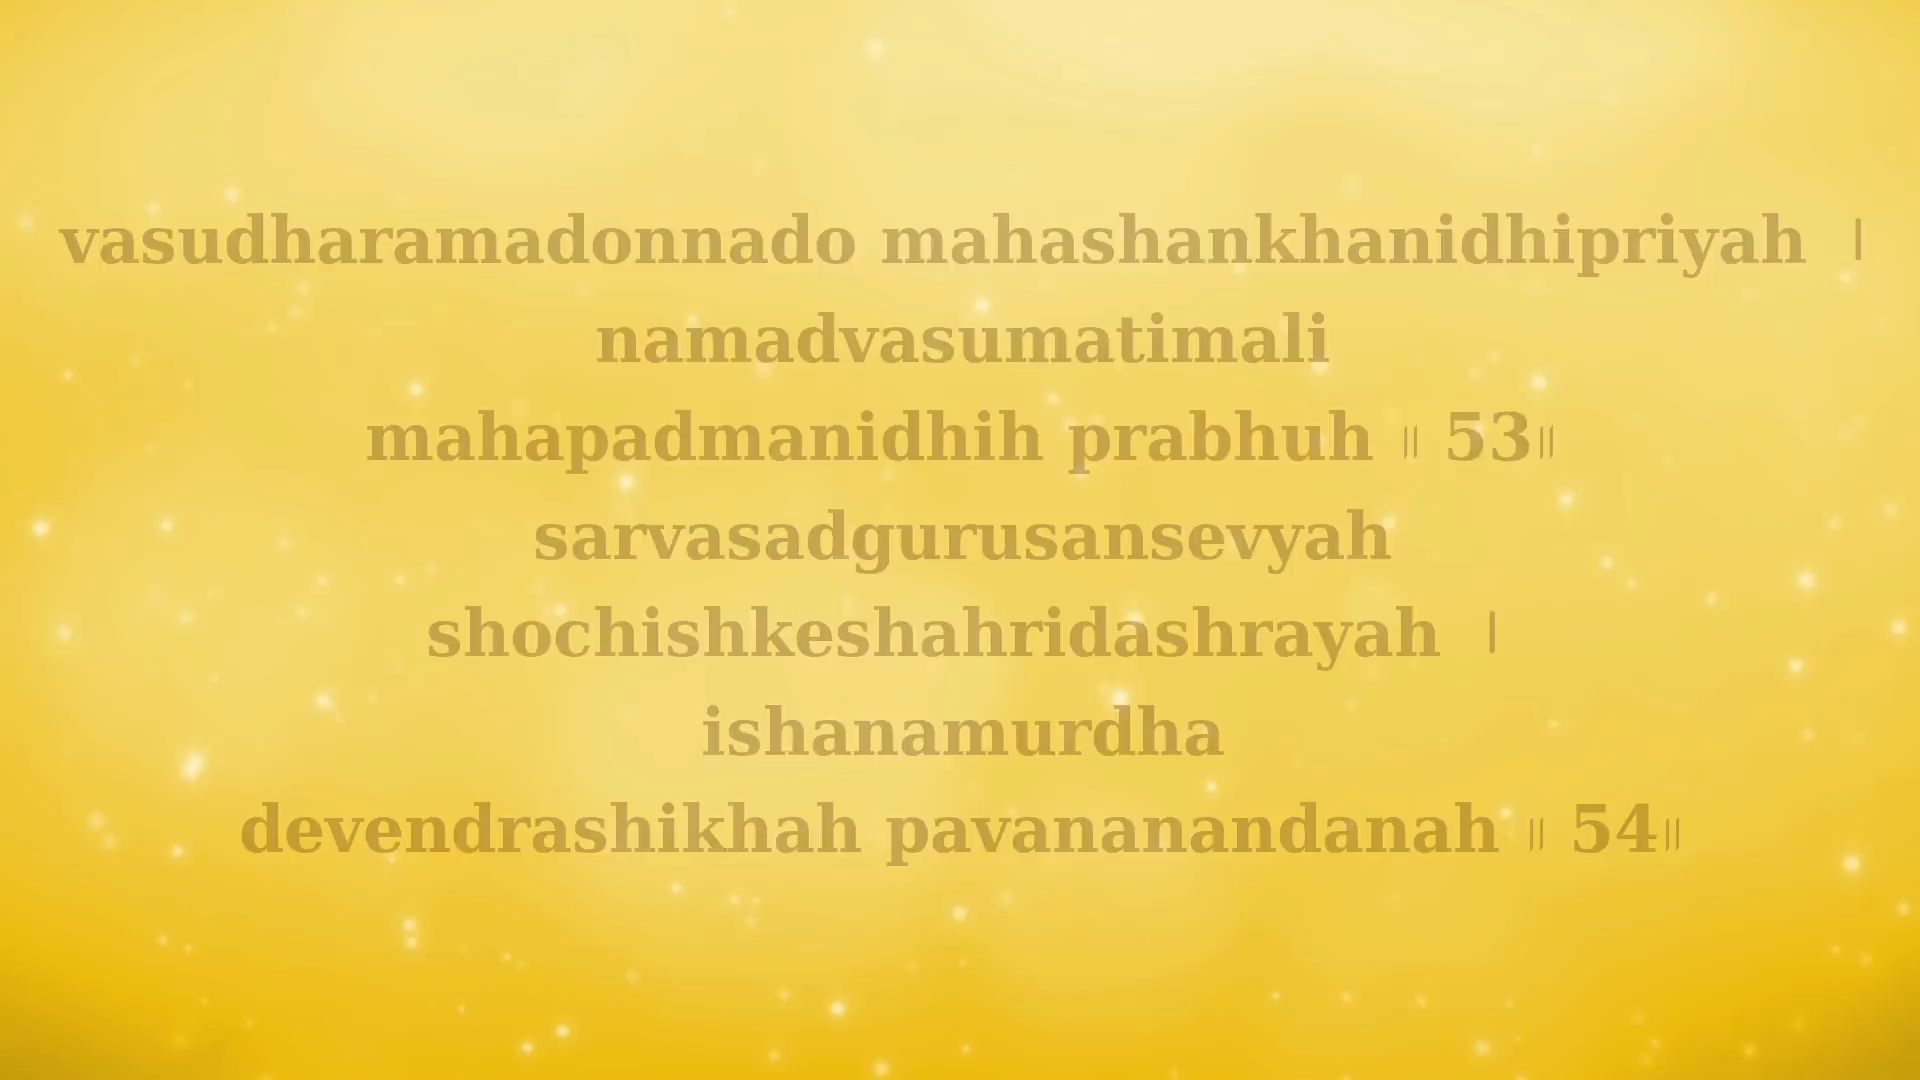 vasudharamadonnado mahashankhanidhipriyah ।
namadvasumatimali
mahapadmanidhih prabhuh ॥ 53॥
sarvasadgurusansevyah
shochishkeshahridashrayah ।
ishanamurdha
devendrashikhah pavananandanah ॥ 54॥